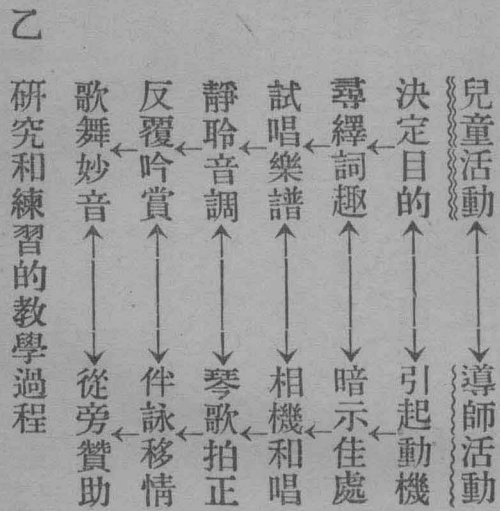 兒童活動 導師活動
決定目的 引起動機
尋繹詞趣 暗示佳處
試唱樂譜 相機和唱
靜聆音調 琴歌拍正
反覆吟賞 伴詠移情
歌舞妙音 從旁贊助
乙 研究和練習的教學過程